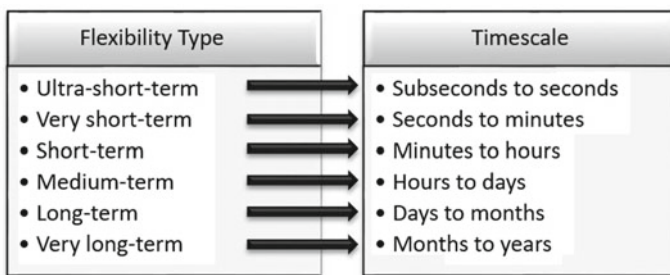 Flexibility Type
• Ultra-short-term
• Very short-term
• Short-term
• Medium-term
• Long-term
• Very long-term
Timescale
• Subseconds to seconds
• Seconds to minutes
• Minutes to hours
• Hours to days
• Days to months
• Months to years